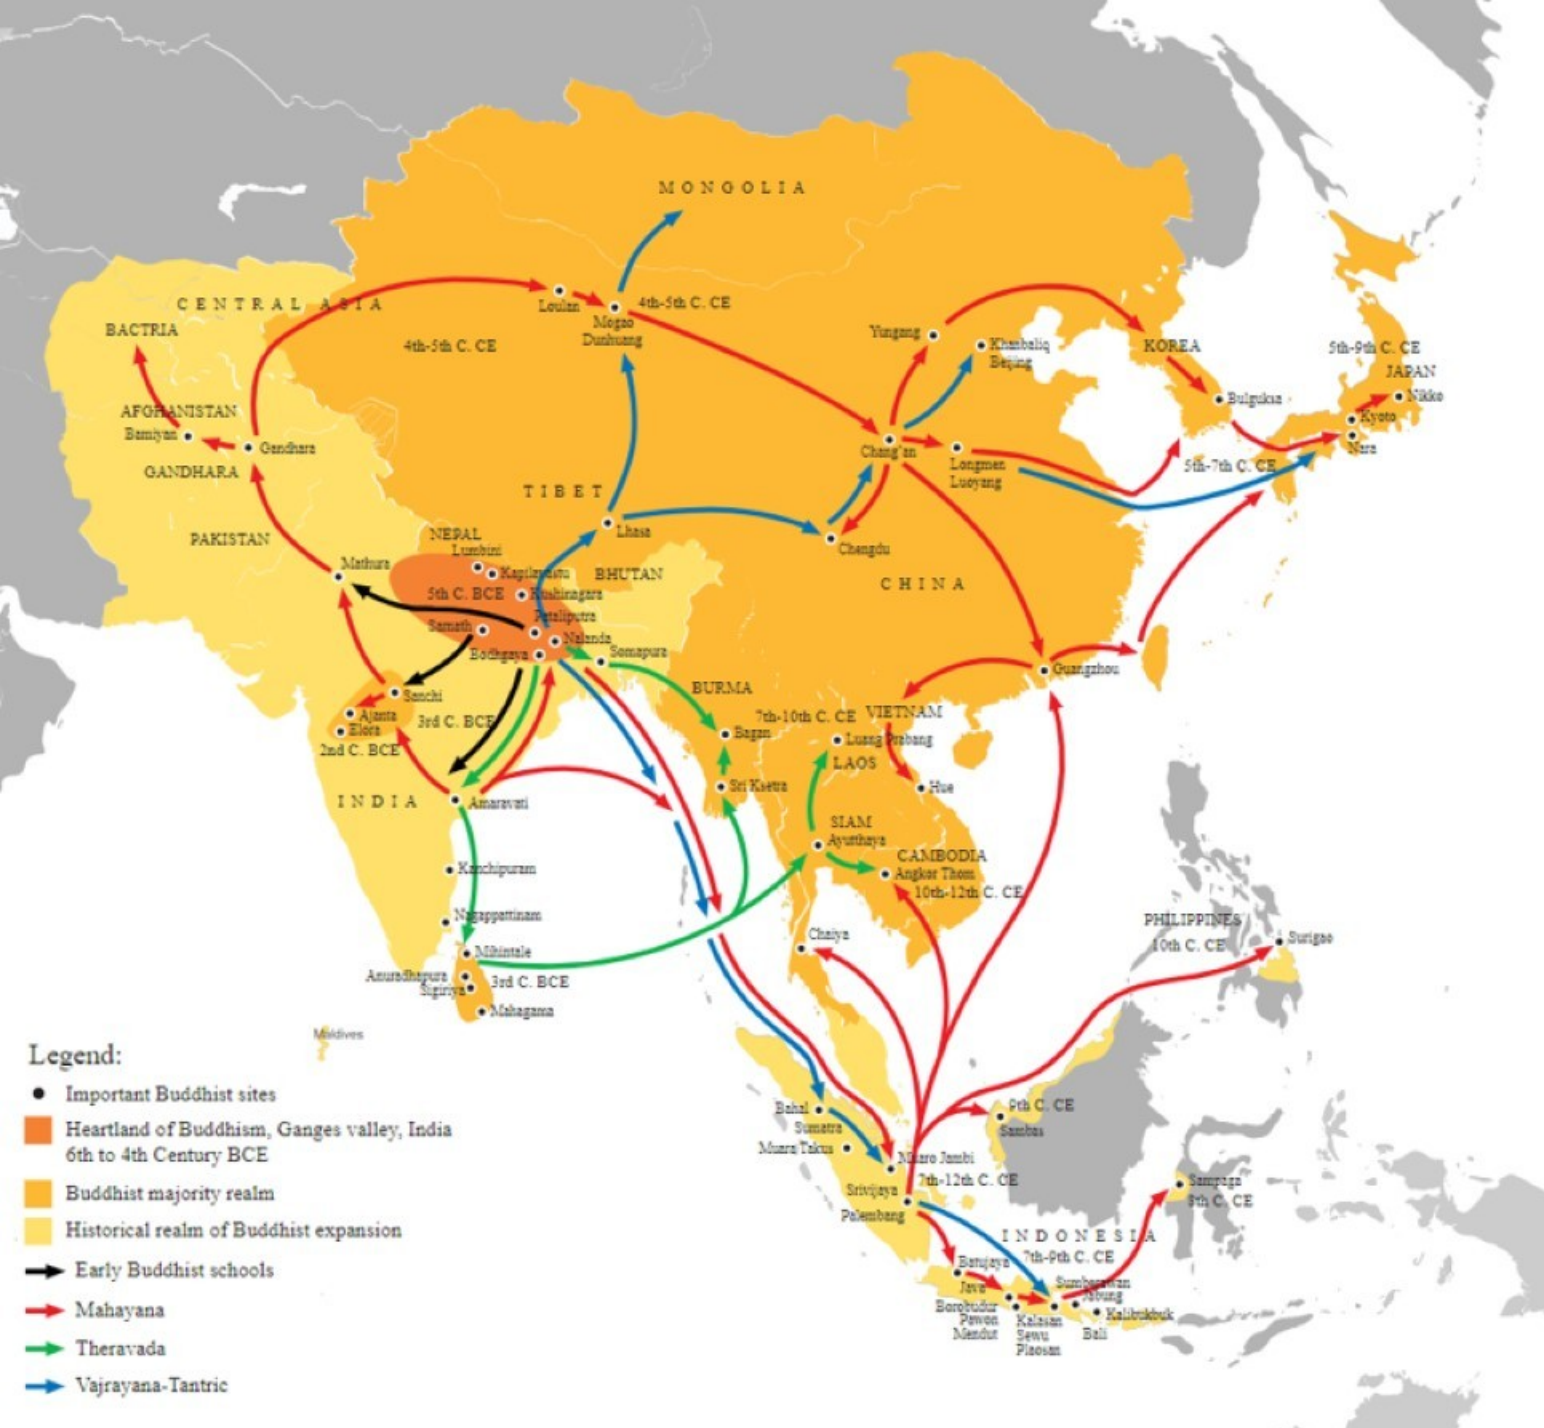 MONGOLIA
CENTRAL ASIA
BACTRIA
Loulan
4th-5th C. CE
Mogao
Dunhuang
4th-5th C. CE
Yungang
Khanbaliq
Beijing
KOREA
5th-9th C. CE
JAPAN
Nikko
Bulguksa
Kyoto
Nara
AFGHANISTAN
Bamiyan
Gandhara
GANDHARA
Chang'an
Longmen
Luoyang
5th-7th C. CE
TIBET
PAKISTAN
NEPAL
Lumbini
Lhasa
Chengdu
Mathura
Kapilavastu
BHUTAN
CHINA
5th C. BCE
Kushinagara
Pataliputra
Sarnath
Nalanda
Bodhgaya
Somapura
Guangzhou
Sanchi
BURMA
Ajanta
3rd C. BCE
7th-10th C. CE
VIETNAM
Elora
Bagan
Luang Prabang
2nd C. BCE
LAOS
INDIA
Amaravati
Sri Ksetra
Hue
SIAM
Ayutthaya
CAMBODIA
Kanchipuram
Angkor Thom
10th-12th C. CE
Nagappattinam
PHILIPPINES
10th C. CE
Surigao
Chaiya
Mihintale
Anuradhapura
3rd C. BCE
Sigiriya
Mahagama
Maldives
Legend:
Important Buddhist sites
Heartland of Buddhism, Ganges valley, India
6th to 4th Century BCE
Buddhist majority realm
Historical realm of Buddhist expansion
Early Buddhist schools
Mahayana
Theravada
Vajrayana-Tantric
Bahal
Sumatra
9th C. CE
Sambas
Muara Takus
Muaro Jambi
7th-12th C. CE
Srivijaya
Palembang
Sampaga
8th C. CE
INDONESIA
7th-9th C. CE
Batujaya
Java
Sumberawan
Jabung
Borobudur
Pawon
Mendut
Kalasan
Sewu
Plaosan
Kalibukbuk
Bali